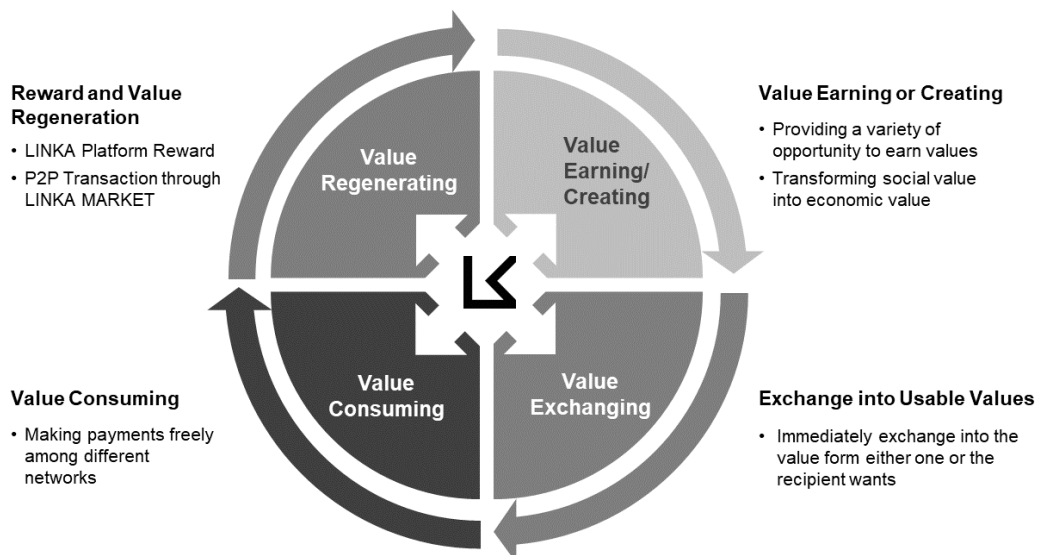 Reward and Value
Regeneration
• LINKA Platform Reward
• P2P Transaction through
LINKA MARKET
Value
Regenerating
Value
Earning/
Creating
Value Earning or Creating
• Providing a variety of
opportunity to earn values
• Transforming social value
into economic value
Value Consuming
• Making payments freely
among different
networks
Value
Consuming
Value
Exchanging
Exchange into Usable Values
• Immediately exchange into the
value form either one or the
recipient wants